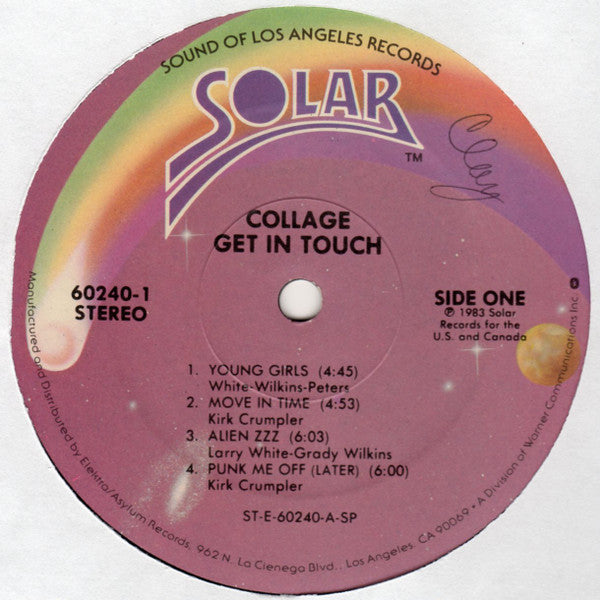 SOUND OF LOS ANGELES RECORDS
SOLAR
TM
Clay
COLLAGE
GET IN TOUCH
60240-1
STEREO
SIDE ONE
℗ 1983 Solar
Records for the
U.S. and Canada
1. YOUNG GIRLS (4:45)
White-Wilkins-Peters
2. MOVE IN TIME (4:53)
Kirk Crumpler
3. ALIEN ZZZ (6:03)
Larry White-Grady Wilkins
4. PUNK ME OFF (LATER) (6:00)
Kirk Crumpler
ST-E-60240-A-SP
Manufactured and Distributed by Elektra/Asylum Records, 962 N. La Cienega Blvd., Los Angeles, CA 90069 • A Division of Warner Communications Inc.